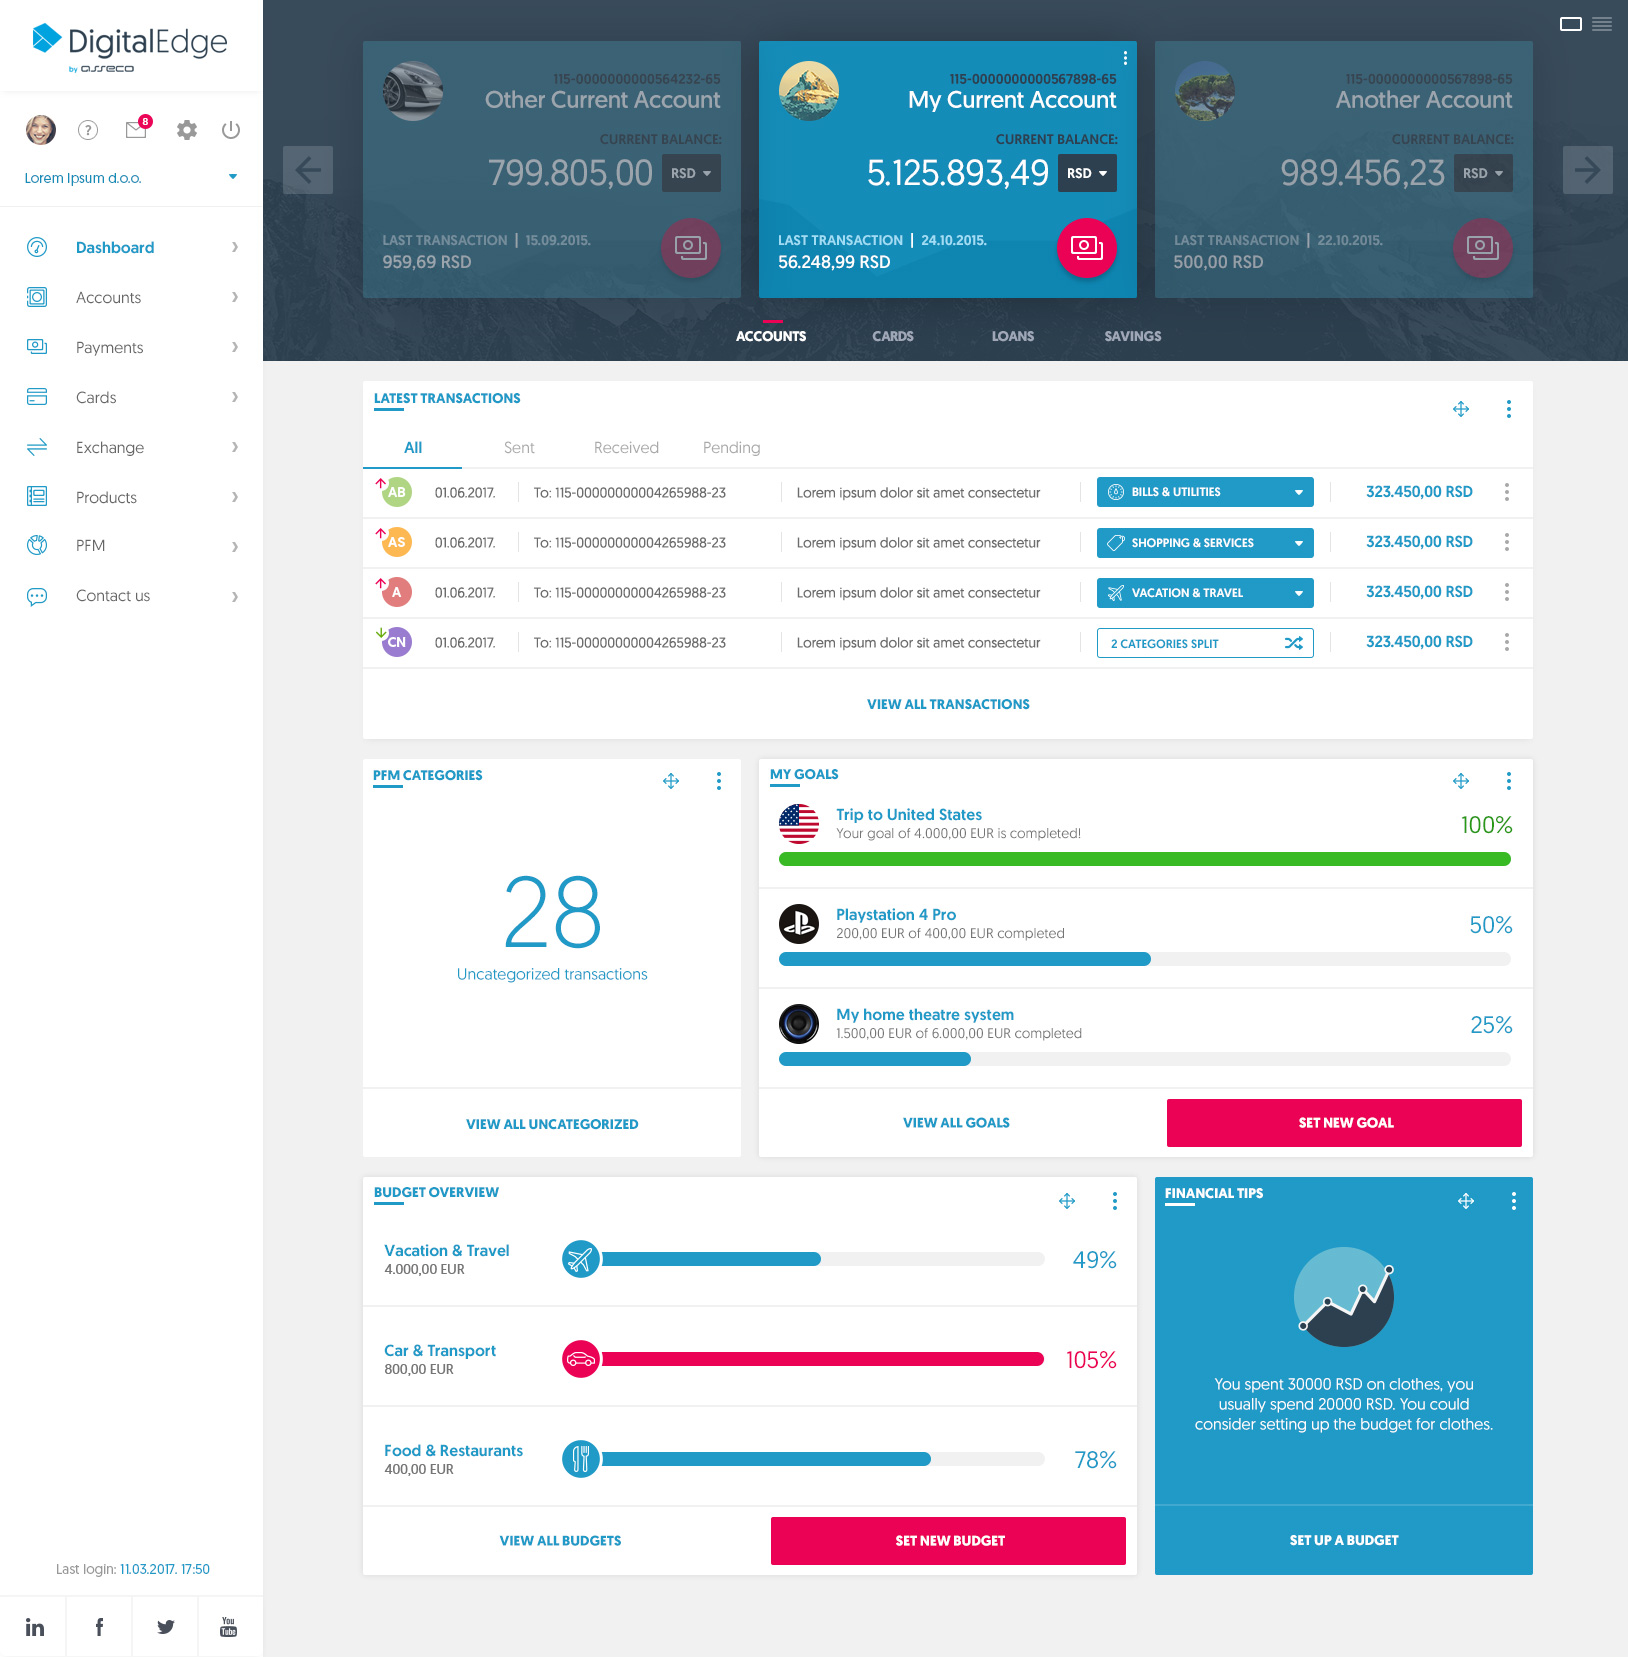 DigitalEdge
by asseco
8
Lorem Ipsum d.o.o.
Dashboard
Accounts
Payments
Cards
Exchange
Products
PFM
Contact us
Last login: 11.03.2017. 17:50
in
f
You
Tube
115-0000000000564232-65
Other Current Account
CURRENT BALANCE:
799.805,00 RSD
LAST TRANSACTION | 15.09.2015.
959,69 RSD
115-0000000000567898-65
My Current Account
CURRENT BALANCE:
5.125.893,49 RSD
LAST TRANSACTION | 24.10.2015.
56.248,99 RSD
115-0000000000567898-65
Another Account
CURRENT BALANCE:
989.456,23 RSD
LAST TRANSACTION | 22.10.2015.
500,00 RSD
ACCOUNTS CARDS LOANS SAVINGS
LATEST TRANSACTIONS
All Sent Received Pending
AB 01.06.2017. To: 115-00000000004265988-23 Lorem ipsum dolor sit amet consectetur BILLS & UTILITIES 323.450,00 RSD
AS 01.06.2017. To: 115-00000000004265988-23 Lorem ipsum dolor sit amet consectetur SHOPPING & SERVICES 323.450,00 RSD
A 01.06.2017. To: 115-00000000004265988-23 Lorem ipsum dolor sit amet consectetur VACATION & TRAVEL 323.450,00 RSD
CN 01.06.2017. To: 115-00000000004265988-23 Lorem ipsum dolor sit amet consectetur 2 CATEGORIES SPLIT 323.450,00 RSD
VIEW ALL TRANSACTIONS
PFM CATEGORIES
28
Uncategorized transactions
VIEW ALL UNCATEGORIZED
MY GOALS
Trip to United States
Your goal of 4.000,00 EUR is completed!
100%
Playstation 4 Pro
200,00 EUR of 400,00 EUR completed
50%
My home theatre system
1.500,00 EUR of 6.000,00 EUR completed
25%
VIEW ALL GOALS
SET NEW GOAL
BUDGET OVERVIEW
Vacation & Travel
4.000,00 EUR
49%
Car & Transport
800,00 EUR
105%
Food & Restaurants
400,00 EUR
78%
VIEW ALL BUDGETS
SET NEW BUDGET
FINANCIAL TIPS
You spent 30000 RSD on clothes, you
usually spend 20000 RSD. You could
consider setting up the budget for clothes.
SET UP A BUDGET